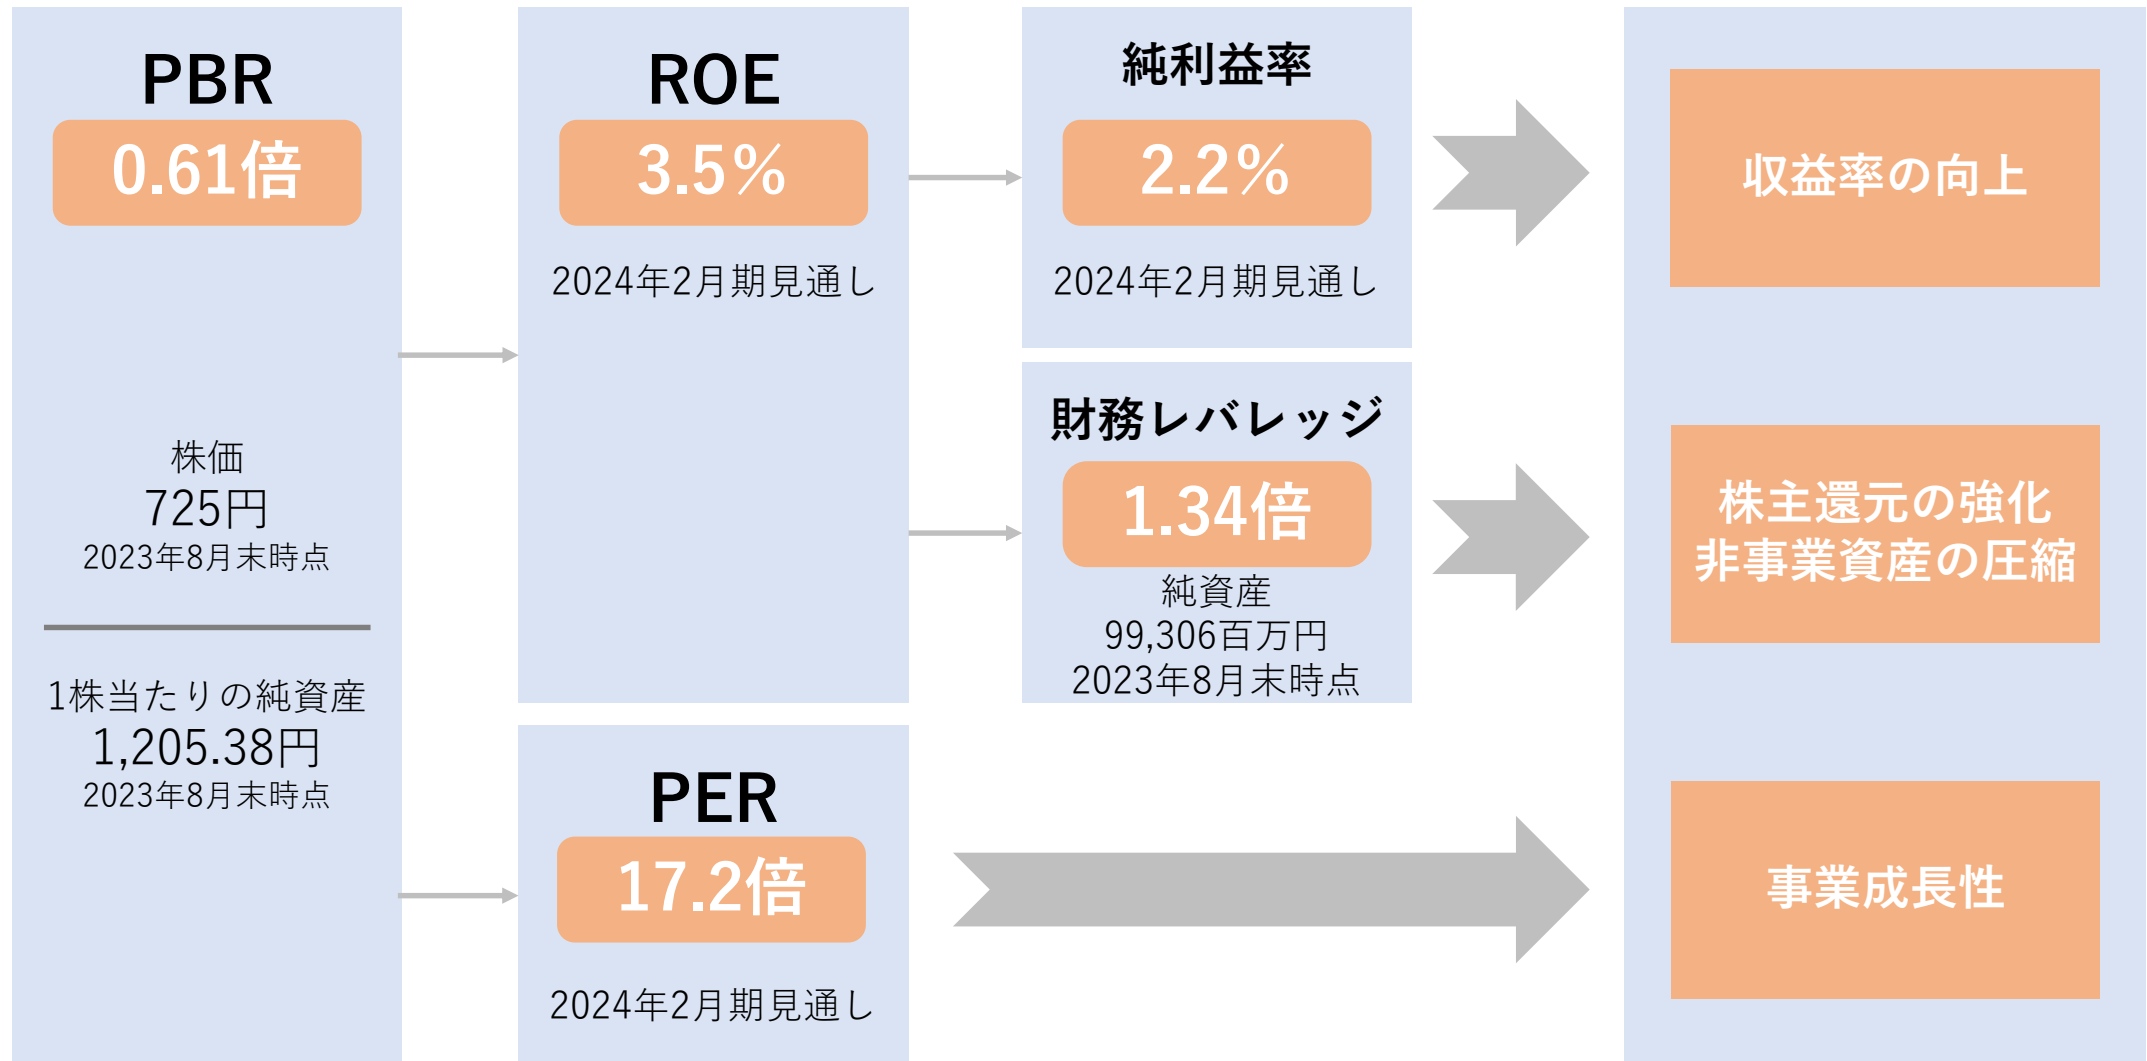 PBR
0.61倍
株価
725円
2023年8月末時点
1株当たりの純資産
1,205.38円
2023年8月末時点
ROE
3.5%
2024年2月期見通し
PER
17.2倍
2024年2月期見通し
純利益率
2.2%
2024年2月期見通し
財務レバレッジ
1.34倍
純資産
99,306百万円
2023年8月末時点
収益率の向上
株主還元の強化
非事業資産の圧縮
事業成長性